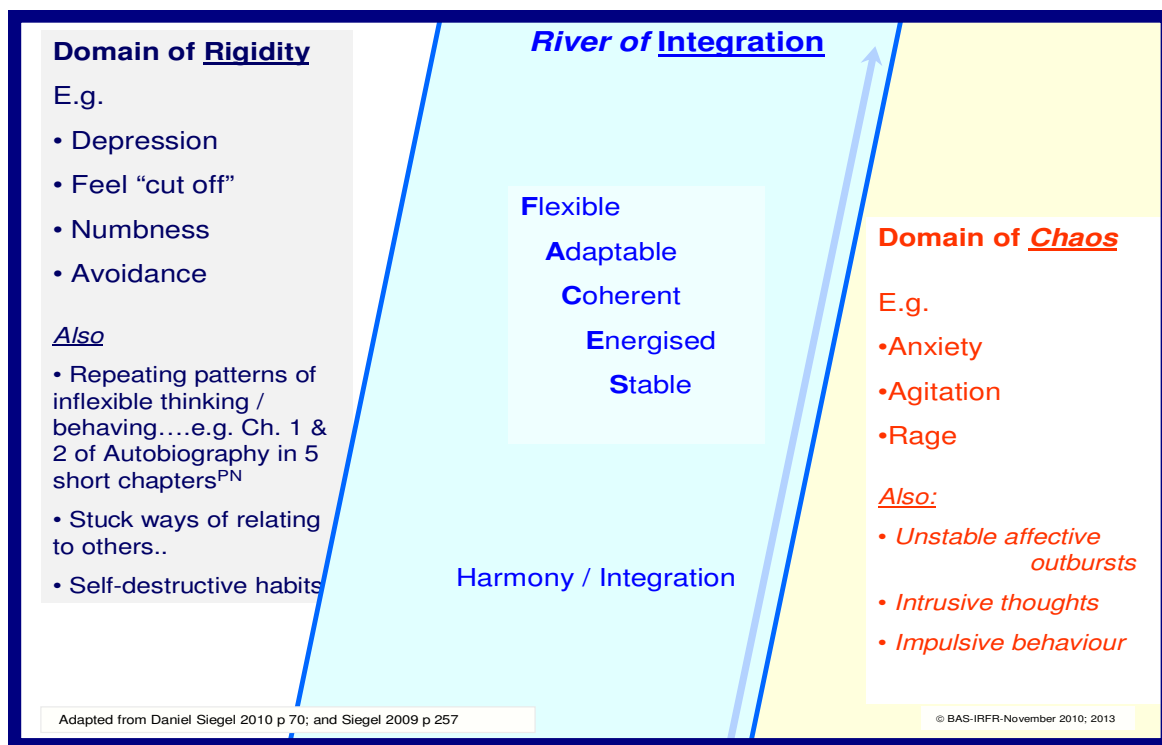 Domain of Rigidity
E.g.
• Depression
• Feel “cut off”
• Numbness
• Avoidance
Also
• Repeating patterns of
inflexible thinking /
behaving….e.g. Ch. 1 &
2 of Autobiography in 5
short chaptersPN
• Stuck ways of relating
to others..
• Self-destructive habits
River of Integration
Flexible
Adaptable
Coherent
Energised
Stable
Harmony / Integration
Domain of Chaos
E.g.
•Anxiety
•Agitation
•Rage
Also:
• Unstable affective
outbursts
• Intrusive thoughts
• Impulsive behaviour
Adapted from Daniel Siegel 2010 p 70; and Siegel 2009 p 257
© BAS-IRFR-November 2010; 2013